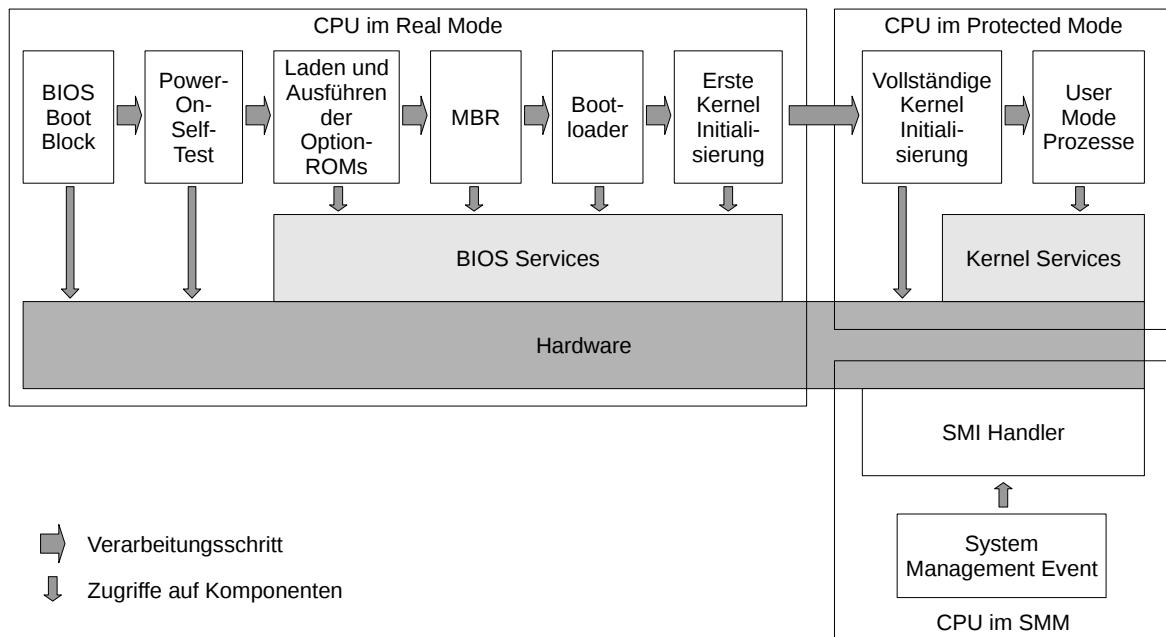 CPU im Real Mode
BIOS
Boot
Block
Power-
On-
Self-
Test
Laden und
Ausführen
der
Option-
ROMs
MBR
Boot-
loader
Erste
Kernel
Initiali-
sierung
BIOS Services
CPU im Protected Mode
Vollständige
Kernel
Initiali-
sierung
User
Mode
Prozesse
Kernel Services
Hardware
SMI Handler
System
Management Event
CPU im SMM
Verarbeitungsschritt
Zugriffe auf Komponenten